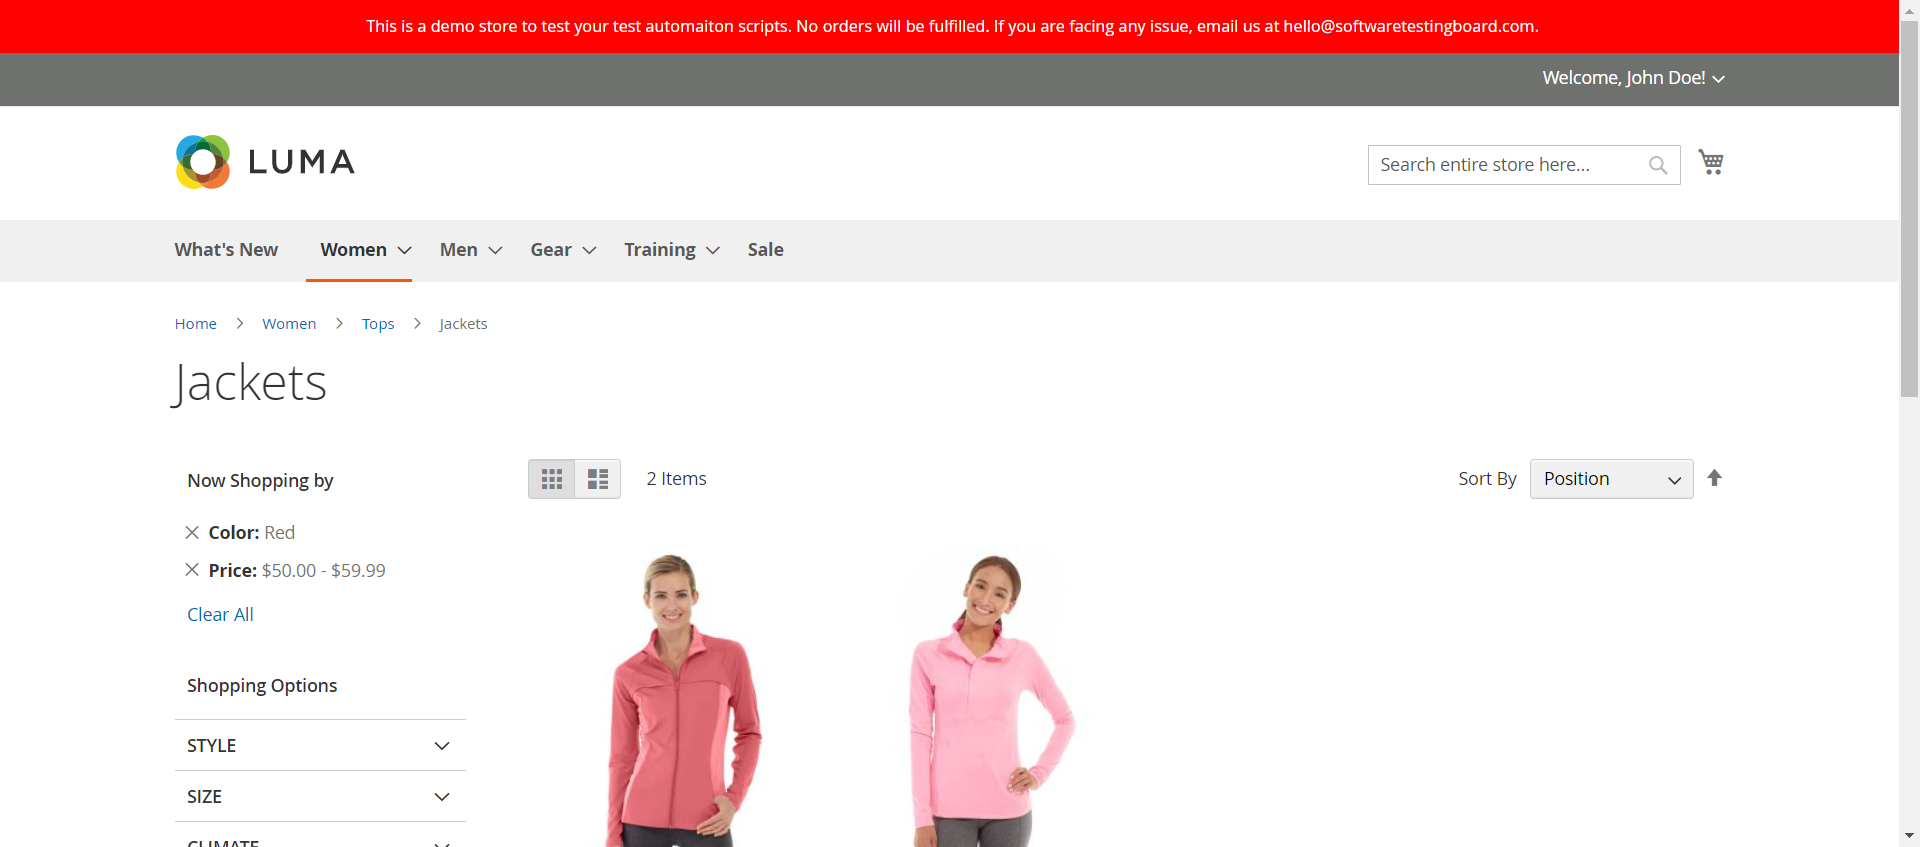 This is a demo store to test your test automaiton scripts. No orders will be fulfilled. If you are facing any issue, email us at hello@softwaretestingboard.com.
Welcome, John Doe!
LUMA
Search entire store here...
What's New
Women
Men
Gear
Training
Sale
Home
Women
Tops
Jackets
Jackets
Now Shopping by
Color: Red
Price: $50.00 - $59.99
Clear All
Shopping Options
STYLE
SIZE
CLIMATE
2 Items
Sort By
Position